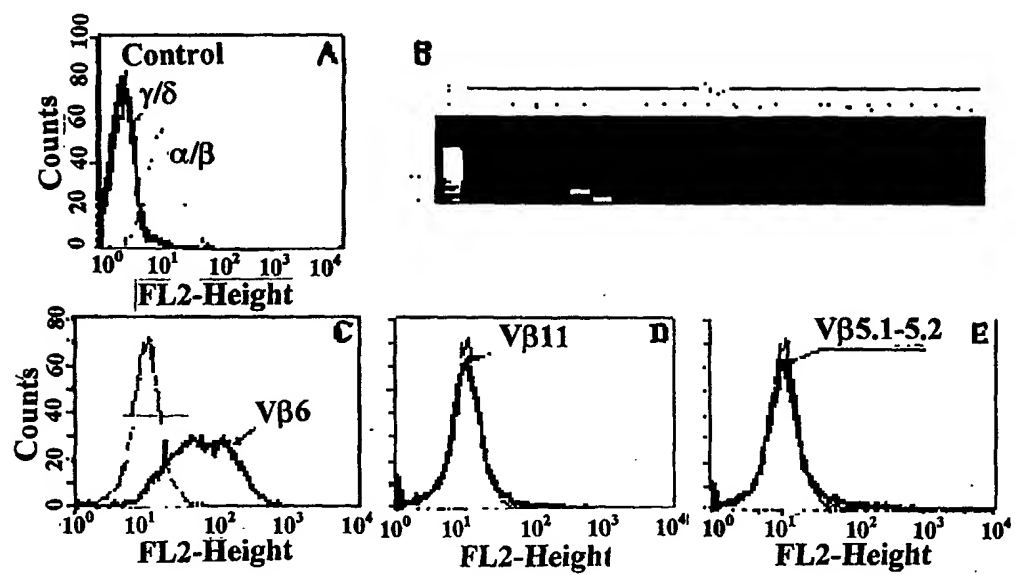 A
Control
γ/δ
α/β
Counts
100
80
60
40
20
0
10⁰ 10¹ 10² 10³ 10⁴
FL2-Height
B
C
Vβ6
Counts
80
60
40
20
0
10⁰ 10¹ 10² 10³ 10⁴
FL2-Height
D
Vβ11
10⁰ 10¹ 10² 10³ 10⁴
FL2-Height
E
Vβ5.1-5.2
10⁰ 10¹ 10² 10³ 10⁴
FL2-Height